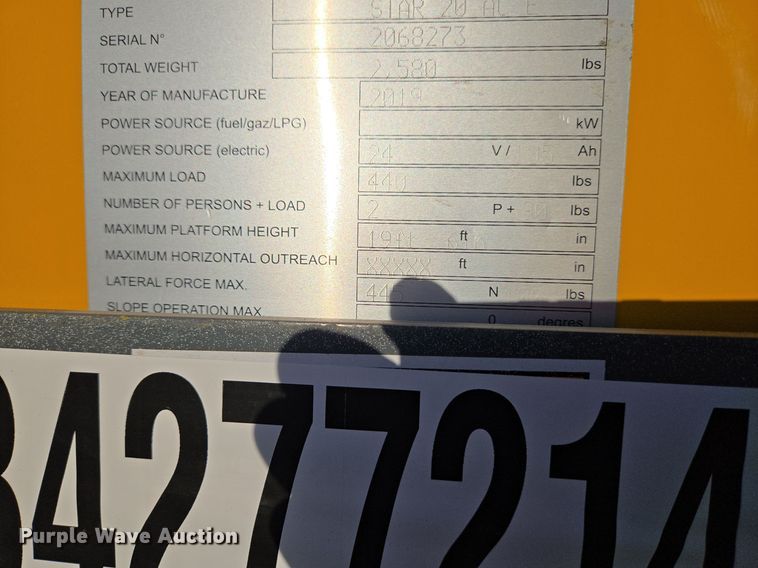 TYPE STAR 20 AC E
SERIAL N° 2068273
TOTAL WEIGHT 2,580 lbs
YEAR OF MANUFACTURE 2019
POWER SOURCE (fuel/gaz/LPG) kW
POWER SOURCE (electric) 24 V / Ah
MAXIMUM LOAD 440 lbs
NUMBER OF PERSONS + LOAD 2 P + lbs
MAXIMUM PLATFORM HEIGHT 19ft ft in
MAXIMUM HORIZONTAL OUTREACH XXXXX ft in
LATERAL FORCE MAX. N lbs
SLOPE OPERATION MAX 0 degres
34277214
Purple Wave Auction